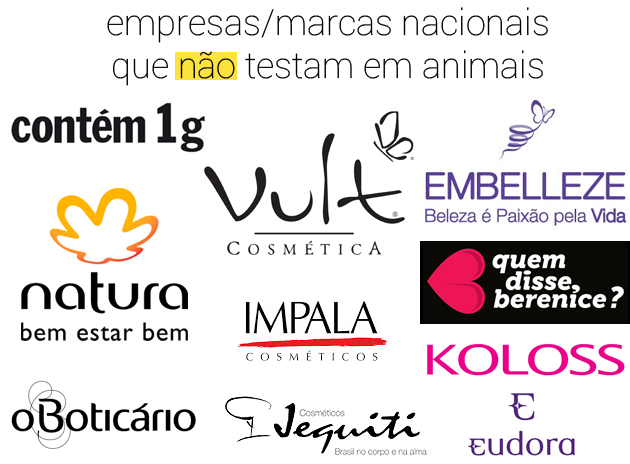 empresas/marcas nacionais
que não testam em animais
contém 1g
Vult®
COSMÉTICA
EMBELLEZE
Beleza é Paixão pela Vida
natura
bem estar bem
quem
disse,
berenice?
IMPALA
COSMÉTICOS
KOLOSS
oBoticário
Cosméticos
Jequiti
Brasil no corpo e na alma
E
eudora